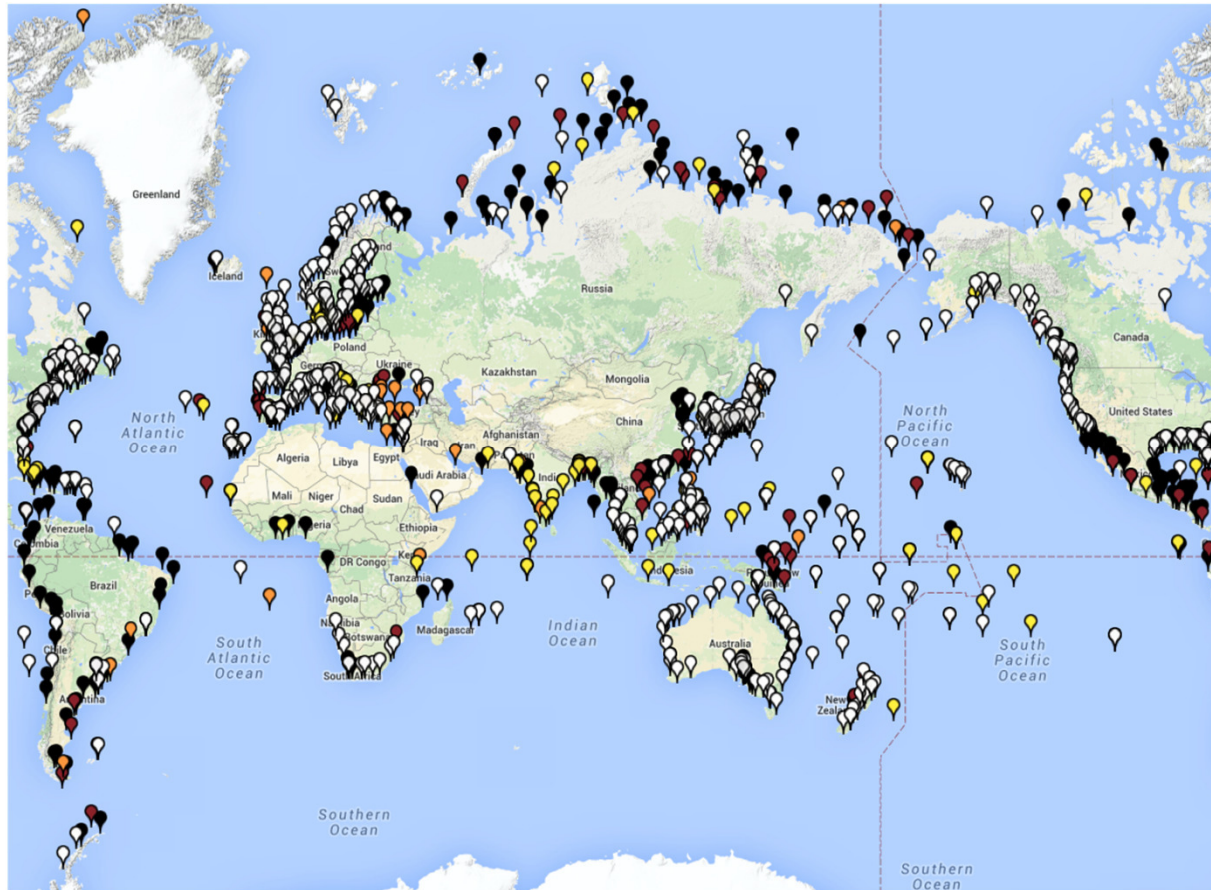 Greenland
Iceland
Russia
Canada
Poland
Ukraine
Kazakhstan
Mongolia
United States
North
Atlantic
Ocean
North
Pacific
Ocean
China
Afghanistan
Iraq
Algeria
Libya
Egypt
Saudi Arabia
Mali
Niger
Sudan
Chad
Ethiopia
Venezuela
DR Congo
Tanzania
Brazil
Angola
Bolivia
Namibia
Botswana
Madagascar
Indian
Ocean
Australia
South
Atlantic
Ocean
South
Pacific
Ocean
Chile
South Africa
Argentina
New
Zealand
Southern
Ocean
Southern
Ocean